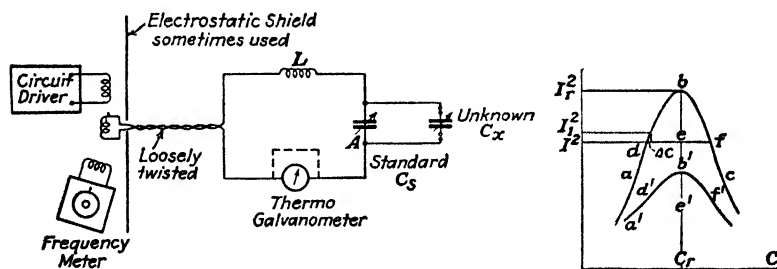 Electrostatic Shield
sometimes used
Circuit
Driver
Loosely
twisted
Frequency
Meter
L
A
Standard
Cs
Unknown
Cx
Thermo
Galvanometer
Ir²
I1²
I²
b
e
d
Δc
f
b'
a
c
d'
f'
e'
a'
Cr
C